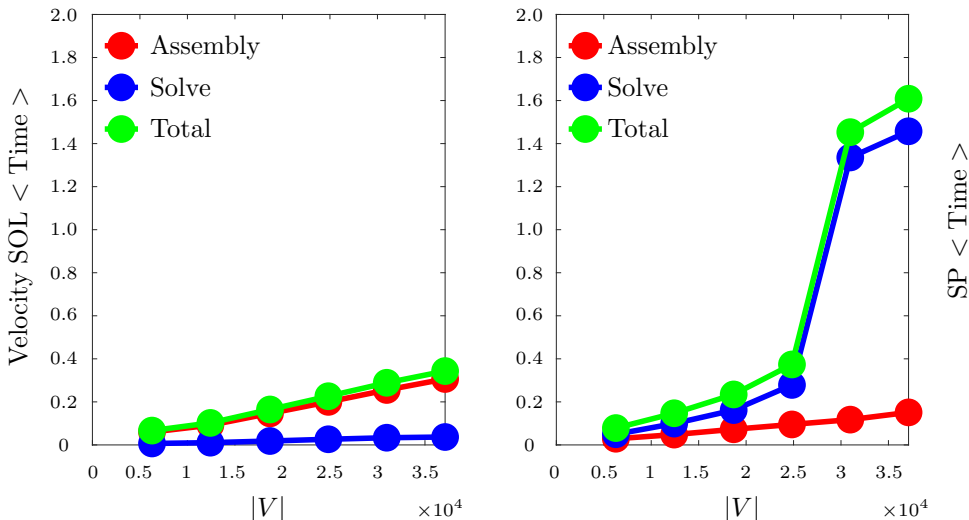 Velocity SOL < Time >
2.0
1.8
1.6
1.4
1.2
1.0
0.8
0.6
0.4
0.2
0
Assembly
Solve
Total
0 0.5 1 1.5 2 2.5 3 3.5
|V|
×10⁴
2.0
1.8
1.6
1.4
1.2
1.0
0.8
0.6
0.4
0.2
0
Assembly
Solve
Total
0 0.5 1 1.5 2 2.5 3 3.5
|V|
×10⁴
SP < Time >